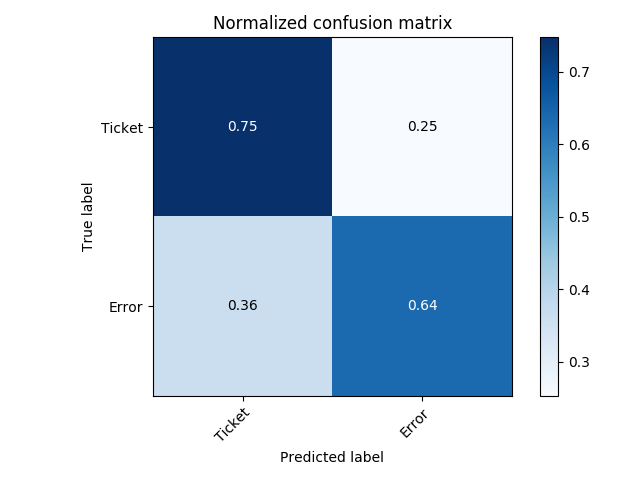 Normalized confusion matrix
True label
Ticket
0.75
0.25
Error
0.36
0.64
Ticket
Error
Predicted label
0.7
0.6
0.5
0.4
0.3